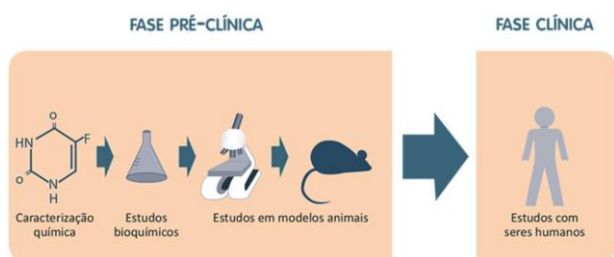 FASE PRÉ-CLÍNICA
FASE CLÍNICA
O
HN
F
O
N
H
Caracterização
química
Estudos
bioquímicos
Estudos em modelos animais
Estudos com
seres humanos